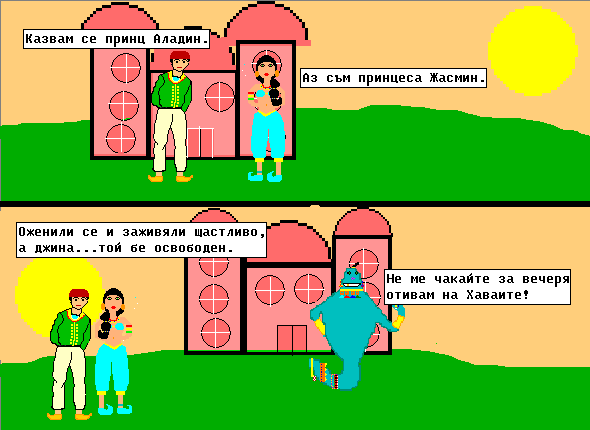 Казвам се принц Аладин.
Аз съм принцеса Жасмин.
Оженили се и заживяли щастливо,
а джина...той бе освободен.
Не ме чакайте за вечеря
отивам на Хаваите!